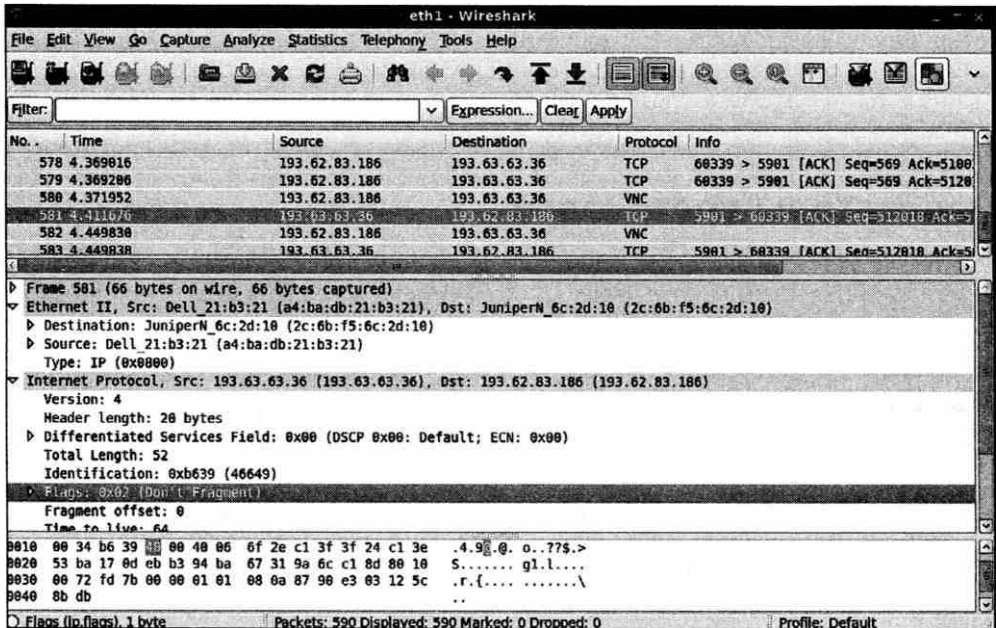 eth1 - Wireshark
File Edit View Go Capture Analyze Statistics Telephony Tools Help
Filter: Expression... Clear Apply
No. . Time Source Destination Protocol Info
578 4.369016 193.62.83.186 193.63.63.36 TCP 60339 > 5901 [ACK] Seq=569 Ack=5100
579 4.369206 193.62.83.186 193.63.63.36 TCP 60339 > 5901 [ACK] Seq=569 Ack=5120
580 4.371952 193.62.83.186 193.63.63.36 VNC
581 4.411676 193.63.63.36 193.62.83.186 TCP 5901 > 60339 [ACK] Seq=512018 Ack=5
582 4.449830 193.62.83.186 193.63.63.36 VNC
583 4.449838 193.63.63.36 193.62.83.186 TCP 5901 > 60339 [ACK] Seq=512018 Ack=5
Frame 581 (66 bytes on wire, 66 bytes captured)
Ethernet II, Src: Dell_21:b3:21 (a4:ba:db:21:b3:21), Dst: JuniperN_6c:2d:10 (2c:6b:f5:6c:2d:10)
Destination: JuniperN_6c:2d:10 (2c:6b:f5:6c:2d:10)
Source: Dell_21:b3:21 (a4:ba:db:21:b3:21)
Type: IP (0x0800)
Internet Protocol, Src: 193.63.63.36 (193.63.63.36), Dst: 193.62.83.186 (193.62.83.186)
Version: 4
Header length: 20 bytes
Differentiated Services Field: 0x00 (DSCP 0x00: Default; ECN: 0x00)
Total Length: 52
Identification: 0xb639 (46649)
Flags: 0x02 (Don't Fragment)
Fragment offset: 0
Time to live: 64
0010 00 34 b6 39 40 00 40 06 6f 2e c1 3f 3f 24 c1 3e .4.9@.@. o..??$.>
0020 53 ba 17 0d eb b3 94 ba 67 31 9a 6c c1 8d 80 10 S....... g1.l....
0030 00 72 fd 7b 00 00 01 01 08 0a 87 90 e3 03 12 5c .r.{.... .......\
0040 8b db ..
Flags (ip.flags), 1 byte Packets: 590 Displayed: 590 Marked: 0 Dropped: 0 Profile: Default